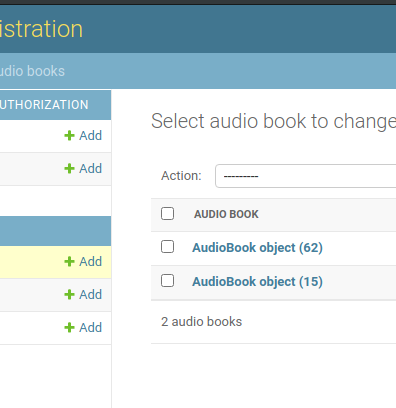 istration
udio books
UTHORIZATION
Add
Add
Add
Add
Add
Select audio book to change
Action: ---------
AUDIO BOOK
AudioBook object (62)
AudioBook object (15)
2 audio books